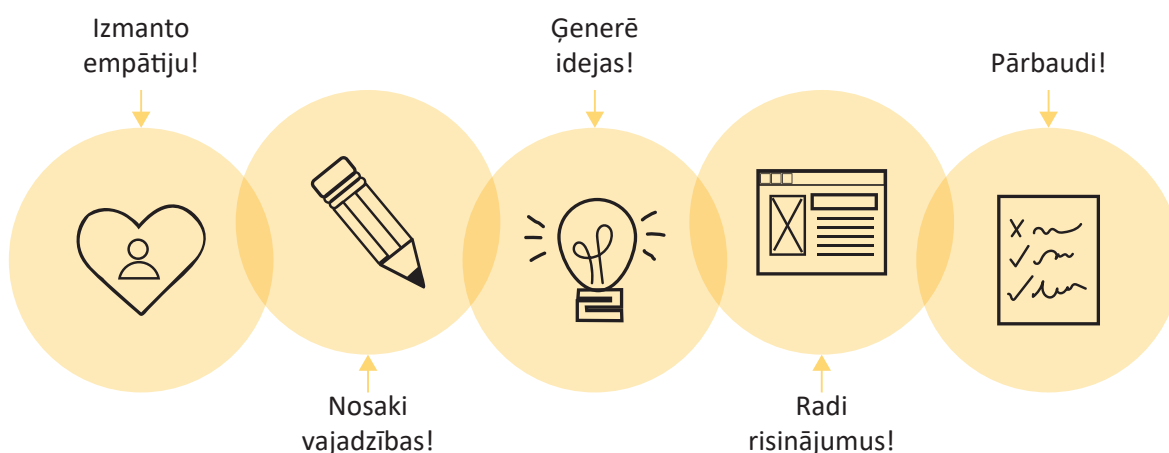 Izmanto
empātiju!
Nosaki
vajadzības!
Ģenerē
idejas!
Radi
risinājumus!
Pārbaudi!